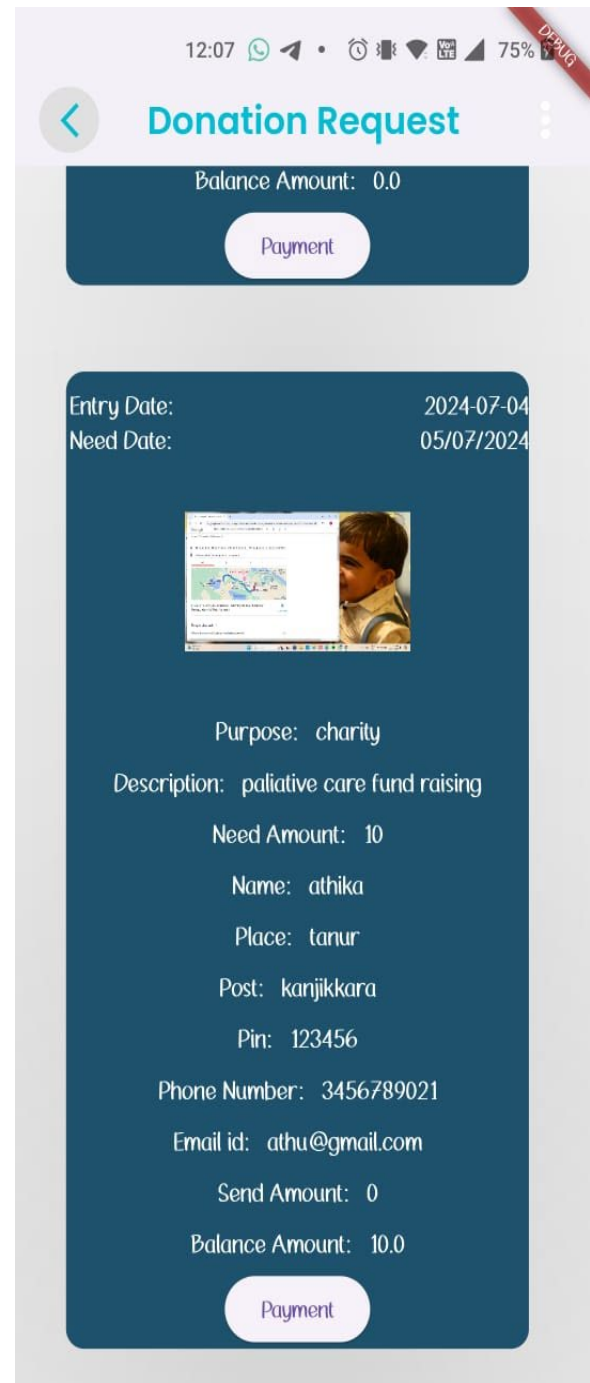 12:07 VoD LTE 75%
DEBUG
Donation Request
Balance Amount: 0.0
Payment
Entry Date: 2024-07-04
Need Date: 05/07/2024
Purpose: charity
Description: paliative care fund raising
Need Amount: 10
Name: athika
Place: tanur
Post: kanjikkara
Pin: 123456
Phone Number: 3456789021
Email id: athu@gmail.com
Send Amount: 0
Balance Amount: 10.0
Payment